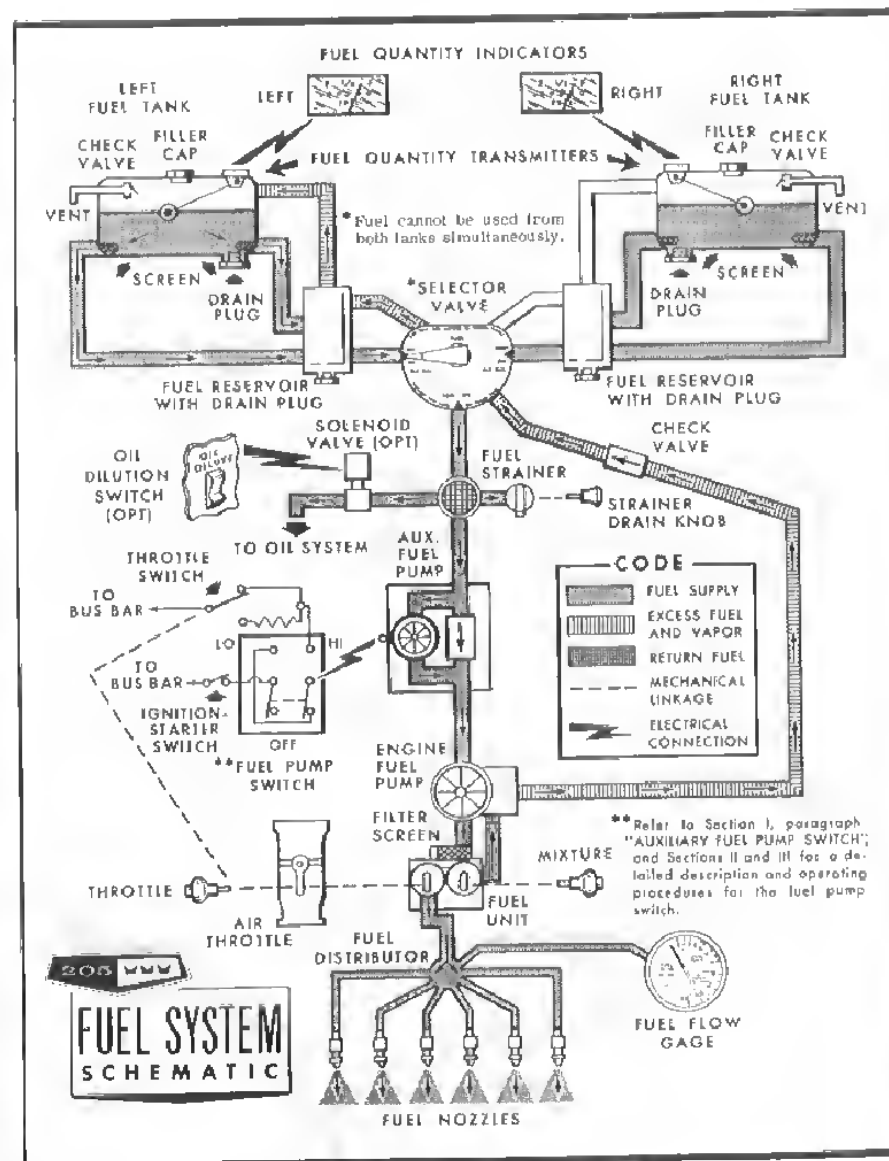 FUEL QUANTITY INDICATORS
LEFT
FUEL TANK
LEFT
RIGHT
RIGHT
FUEL TANK
CHECK
VALVE
FILLER
CAP
FUEL QUANTITY TRANSMITTERS
FILLER
CAP
CHECK
VALVE
VENT
VENT
*Fuel cannot be used from
both tanks simultaneously.
SCREEN
DRAIN
PLUG
*SELECTOR
VALVE
SCREEN
DRAIN
PLUG
FUEL RESERVOIR
WITH DRAIN PLUG
FUEL RESERVOIR
WITH DRAIN PLUG
OIL
DILUTION
SWITCH
(OPT)
OIL
DILUTE
SOLENOID
VALVE (OPT)
FUEL
STRAINER
CHECK
VALVE
STRAINER
DRAIN KNOB
TO OIL SYSTEM
AUX.
FUEL
PUMP
THROTTLE
SWITCH
TO
BUS BAR
LO
HI
TO
BUS BAR
IGNITION-
STARTER
SWITCH
OFF
**FUEL PUMP
SWITCH
CODE
FUEL SUPPLY
EXCESS FUEL
AND VAPOR
RETURN FUEL
MECHANICAL
LINKAGE
ELECTRICAL
CONNECTION
ENGINE
FUEL
PUMP
FILTER
SCREEN
**Refer to Section I, paragraph
"AUXILIARY FUEL PUMP SWITCH";
and Sections II and III for a de-
tailed description and operating
procedures for the fuel pump
switch.
THROTTLE
AIR
THROTTLE
MIXTURE
FUEL
UNIT
FUEL
DISTRIBUTOR
FUEL FLOW
GAGE
205
FUEL SYSTEM
SCHEMATIC
FUEL NOZZLES